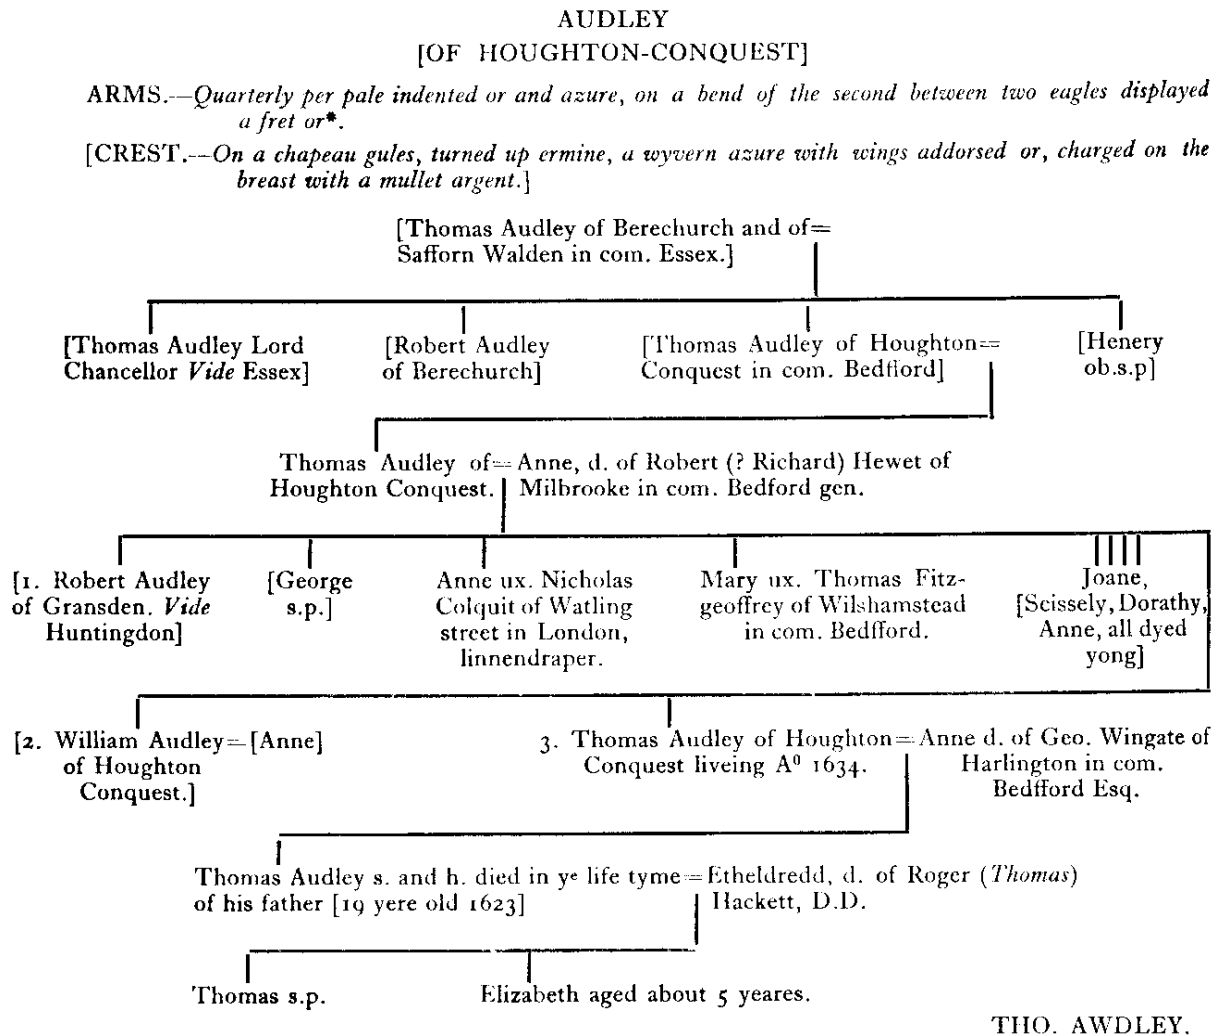 AUDLEY
[OF HOUGHTON-CONQUEST]
ARMS.—Quarterly per pale indented or and azure, on a bend of the second between two eagles displayed
a fret or*.
[CREST.—On a chapeau gules, turned up ermine, a wyvern azure with wings addorsed or, charged on the
breast with a mullet argent.]
[Thomas Audley of Berechurch and of=
Safforn Walden in com. Essex.]
[Thomas Audley Lord
Chancellor Vide Essex]
[Robert Audley
of Berechurch]
[Thomas Audley of Houghton=
Conquest in com. Bedfford]
[Henery
ob.s.p]
Thomas Audley of=Anne, d. of Robert (? Richard) Hewet of
Houghton Conquest. Milbrooke in com. Bedford gen.
[1. Robert Audley
of Gransden. Vide
Huntingdon]
[George
s.p.]
Anne ux. Nicholas
Colquit of Watling
street in London,
linnendraper.
Mary ux. Thomas Fitz-
geoffrey of Wilshamstead
in com. Bedfford.
Joane,
[Scissely, Dorathy,
Anne, all dyed
yong]
[2. William Audley=[Anne]
of Houghton
Conquest.]
3. Thomas Audley of Houghton=Anne d. of Geo. Wingate of
Conquest liveing A⁰ 1634. Harlington in com.
Bedfford Esq.
Thomas Audley s. and h. died in yᵉ life tyme=Etheldredd, d. of Roger (Thomas)
of his father [19 yere old 1623] Hackett, D.D.
Thomas s.p.
Elizabeth aged about 5 yeares.
THO. AWDLEY.